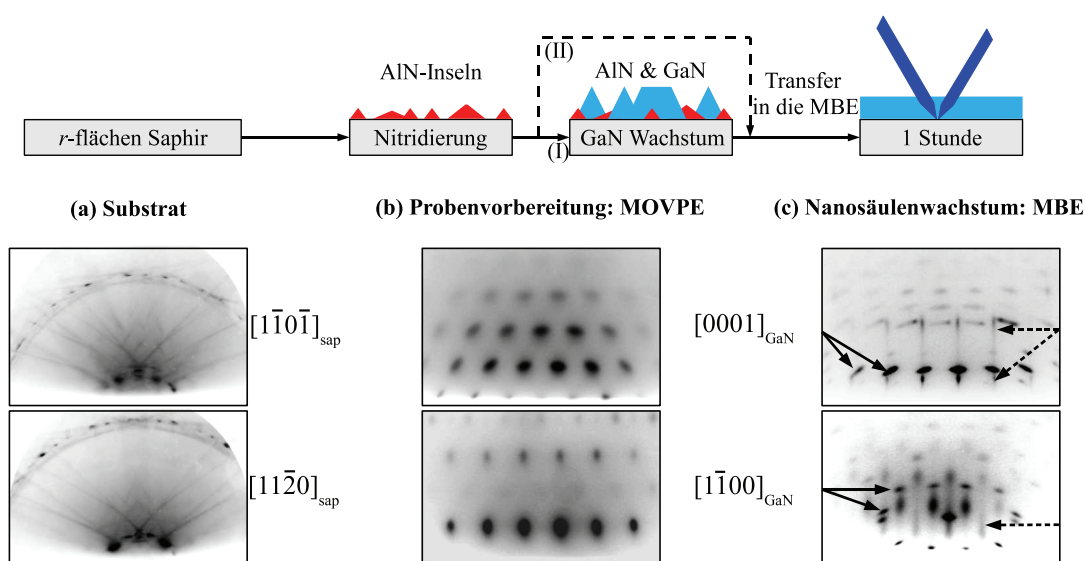 (II)
AlN-Inseln
AlN & GaN
Transfer
in die MBE
r-flächen Saphir
Nitridierung
(I)
GaN Wachstum
1 Stunde
(a) Substrat
(b) Probenvorbereitung: MOVPE
(c) Nanosäulenwachstum: MBE
[11̅01̅]sap
[0001]GaN
[112̅0]sap
[11̅00]GaN